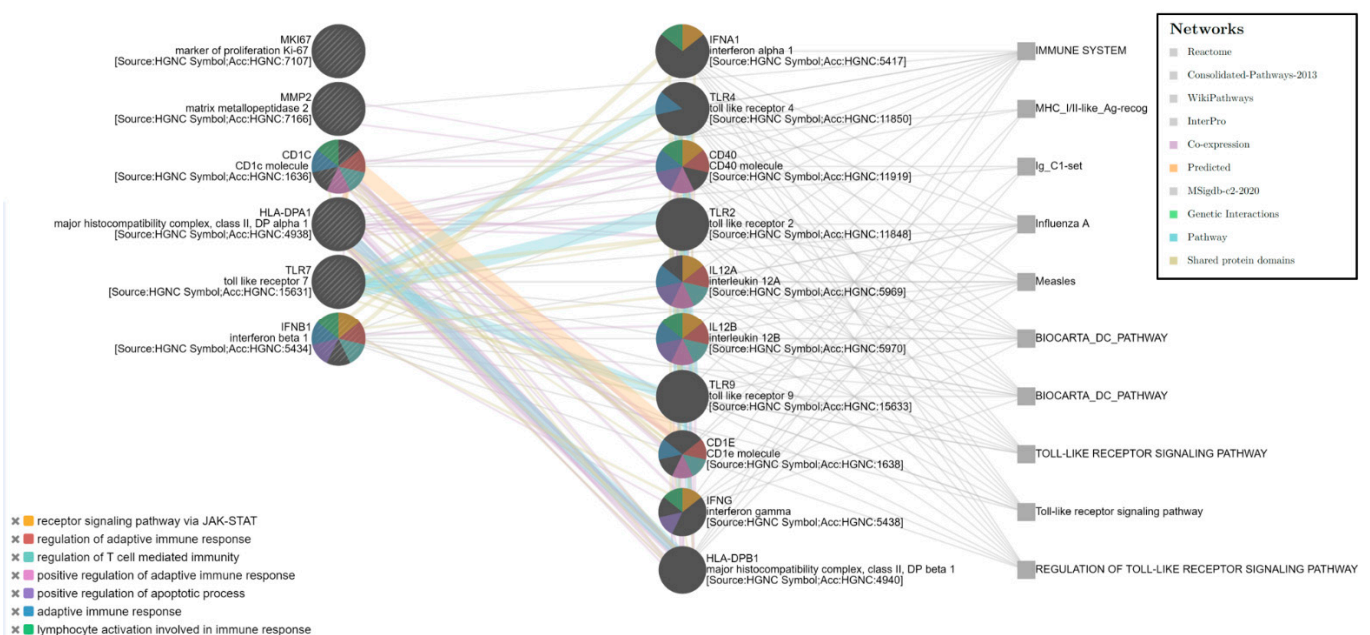 MKI67
marker of proliferation Ki-67
[Source:HGNC Symbol;Acc:HGNC:7107]
MMP2
matrix metallopeptidase 2
[Source:HGNC Symbol;Acc:HGNC:7166]
CD1C
CD1c molecule
[Source:HGNC Symbol;Acc:HGNC:1636]
HLA-DPA1
major histocompatibility complex, class II, DP alpha 1
[Source:HGNC Symbol;Acc:HGNC:4938]
TLR7
toll like receptor 7
[Source:HGNC Symbol;Acc:HGNC:15631]
IFNB1
interferon beta 1
[Source:HGNC Symbol;Acc:HGNC:5434]
IFNA1
interferon alpha 1
[Source:HGNC Symbol;Acc:HGNC:5417]
TLR4
toll like receptor 4
[Source:HGNC Symbol;Acc:HGNC:11850]
CD40
CD40 molecule
[Source:HGNC Symbol;Acc:HGNC:11919]
TLR2
toll like receptor 2
[Source:HGNC Symbol;Acc:HGNC:11848]
IL12A
interleukin 12A
[Source:HGNC Symbol;Acc:HGNC:5969]
IL12B
interleukin 12B
[Source:HGNC Symbol;Acc:HGNC:5970]
TLR9
toll like receptor 9
[Source:HGNC Symbol;Acc:HGNC:15633]
CD1E
CD1e molecule
[Source:HGNC Symbol;Acc:HGNC:1638]
IFNG
interferon gamma
[Source:HGNC Symbol;Acc:HGNC:5438]
HLA-DPB1
major histocompatibility complex, class II, DP beta 1
[Source:HGNC Symbol;Acc:HGNC:4940]
IMMUNE SYSTEM
MHC_I/II-like_Ag-recog
Ig_C1-set
Influenza A
Measles
BIOCARTA_DC_PATHWAY
BIOCARTA_DC_PATHWAY
TOLL-LIKE RECEPTOR SIGNALING PATHWAY
Toll-like receptor signaling pathway
REGULATION OF TOLL-LIKE RECEPTOR SIGNALING PATHWAY
Networks
Reactome
Consolidated-Pathways-2013
WikiPathways
InterPro
Co-expression
Predicted
MSigdb-c2-2020
Genetic Interactions
Pathway
Shared protein domains
receptor signaling pathway via JAK-STAT
regulation of adaptive immune response
regulation of T cell mediated immunity
positive regulation of adaptive immune response
positive regulation of apoptotic process
adaptive immune response
lymphocyte activation involved in immune response